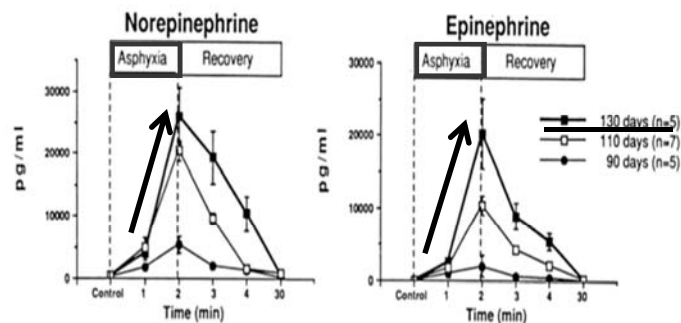 Norepinephrine
Epinephrine
Asphyxia Recovery
Asphyxia Recovery
30000
20000
10000
0
pg/ml
30000
20000
10000
0
pg/ml
130 days (n=5)
110 days (n=7)
90 days (n=5)
Control 1 2 3 4 30
Time (min)
Control 1 2 3 4 30
Time (min)